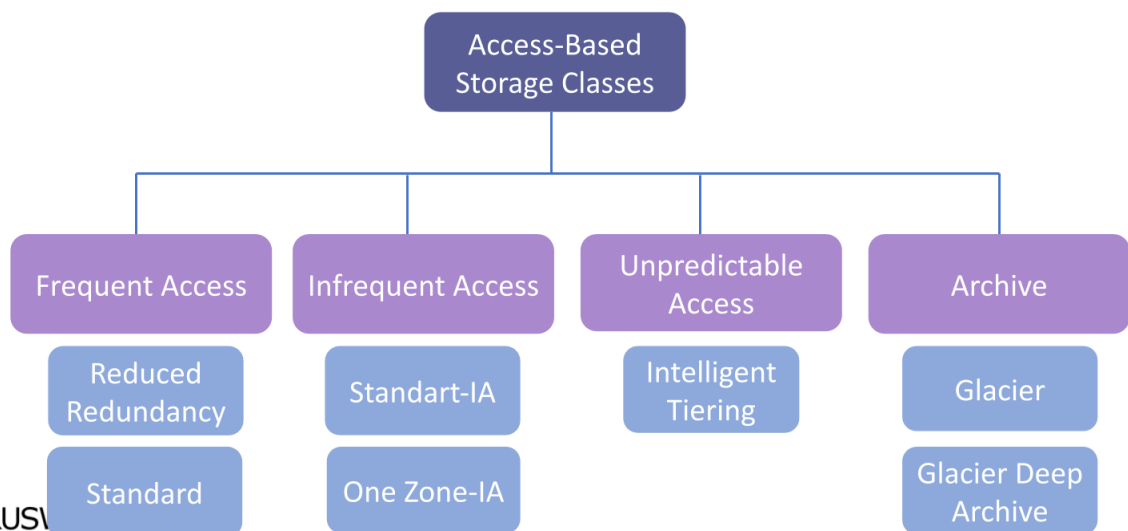 Access-Based
Storage Classes
Frequent Access
Infrequent Access
Unpredictable
Access
Archive
Reduced
Redundancy
Standart-IA
Intelligent
Tiering
Glacier
Standard
One Zone-IA
Glacier Deep
Archive